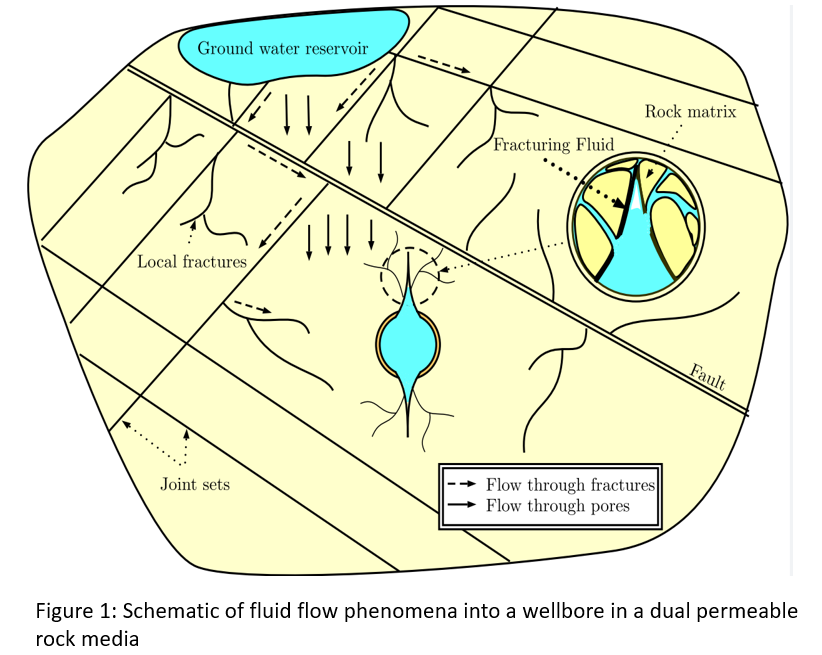 Ground water reservoir
Rock matrix
Fracturing Fluid
Local fractures
Fault
Joint sets
Flow through fractures
Flow through pores
Figure 1: Schematic of fluid flow phenomena into a wellbore in a dual permeable
rock media